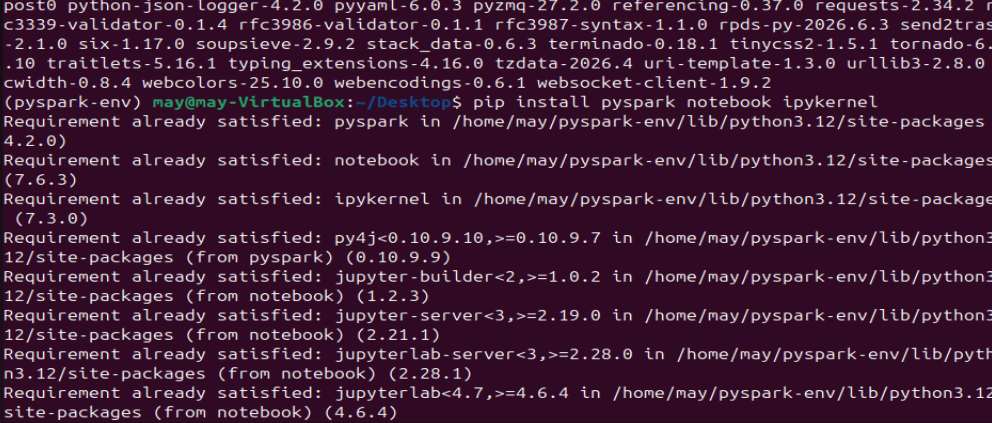 post0 python-json-logger-4.2.0 pyyaml-6.0.3 pyzmq-27.2.0 referencing-0.37.0 requests-2.34.2
c3339-validator-0.1.4 rfc3986-validator-0.1.1 rfc3987-syntax-1.1.0 rpds-py-2026.6.3 send2tras
-2.1.0 six-1.17.0 soupsieve-2.9.2 stack_data-0.6.3 terminado-0.18.1 tinycss2-1.5.1 tornado-6.
.10 traitlets-5.16.1 typing_extensions-4.16.0 tzdata-2026.4 uri-template-1.3.0 urllib3-2.8.0
cwidth-0.8.4 webcolors-25.10.0 webencodings-0.6.1 websocket-client-1.9.2
(pyspark-env) may@may-VirtualBox:~/Desktop$ pip install pyspark notebook ipykernel
Requirement already satisfied: pyspark in /home/may/pyspark-env/lib/python3.12/site-packages
4.2.0)
Requirement already satisfied: notebook in /home/may/pyspark-env/lib/python3.12/site-packages
(7.6.3)
Requirement already satisfied: ipykernel in /home/may/pyspark-env/lib/python3.12/site-package
(7.3.0)
Requirement already satisfied: py4j<0.10.9.10,>=0.10.9.7 in /home/may/pyspark-env/lib/python3
12/site-packages (from pyspark) (0.10.9.9)
Requirement already satisfied: jupyter-builder<2,>=1.0.2 in /home/may/pyspark-env/lib/python3
12/site-packages (from notebook) (1.2.3)
Requirement already satisfied: jupyter-server<3,>=2.19.0 in /home/may/pyspark-env/lib/python3
12/site-packages (from notebook) (2.21.1)
Requirement already satisfied: jupyterlab-server<3,>=2.28.0 in /home/may/pyspark-env/lib/pyth
n3.12/site-packages (from notebook) (2.28.1)
Requirement already satisfied: jupyterlab<4.7,>=4.6.4 in /home/may/pyspark-env/lib/python3.12
site-packages (from notebook) (4.6.4)